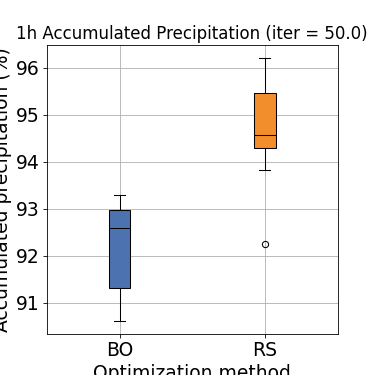 1h Accumulated Precipitation (iter = 50.0)
Accumulated precipitation (%)
96
95
94
93
92
91
BO RS
Optimization method